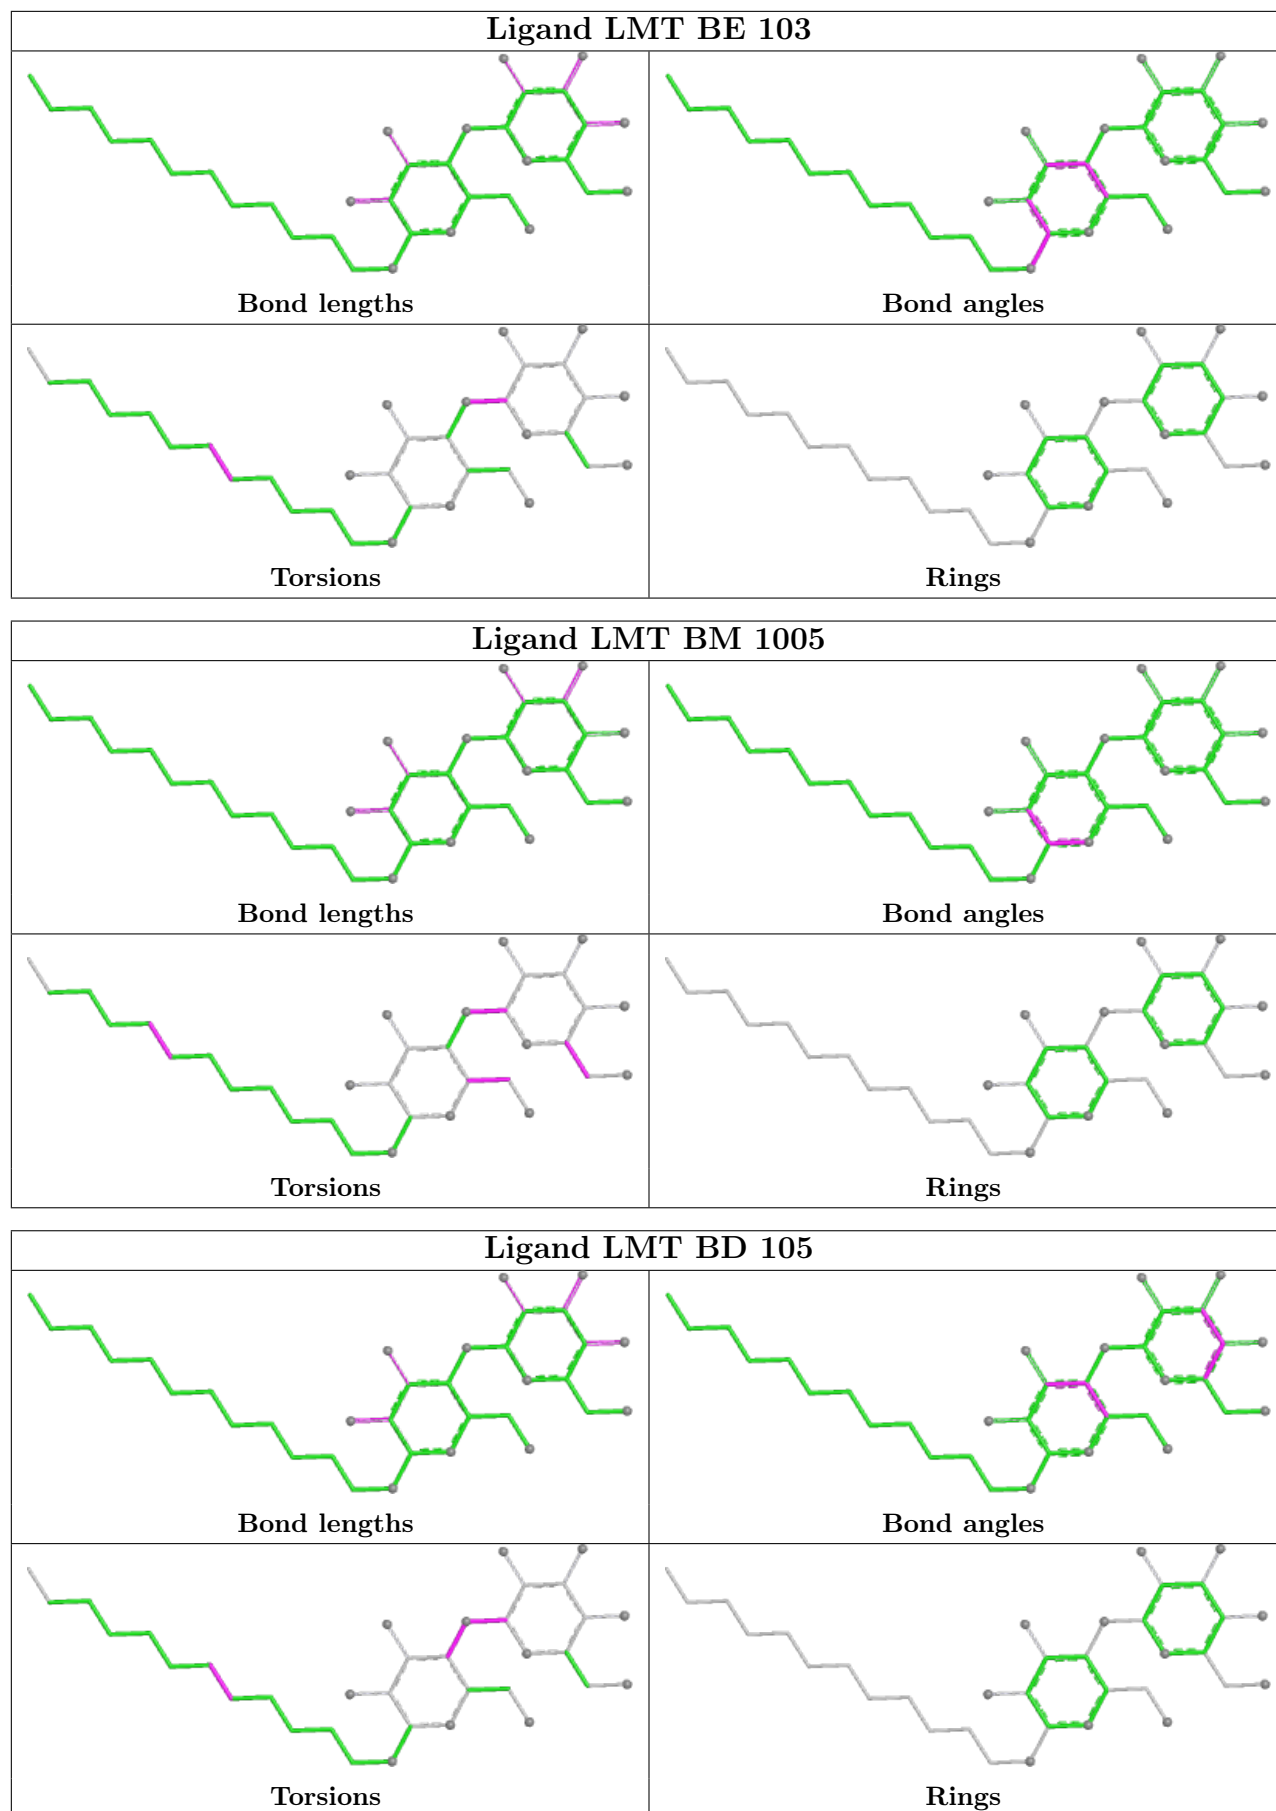 Ligand LMT BE 103
Bond lengths
Bond angles
Torsions
Rings
Ligand LMT BM 1005
Bond lengths
Bond angles
Torsions
Rings
Ligand LMT BD 105
Bond lengths
Bond angles
Torsions
Rings